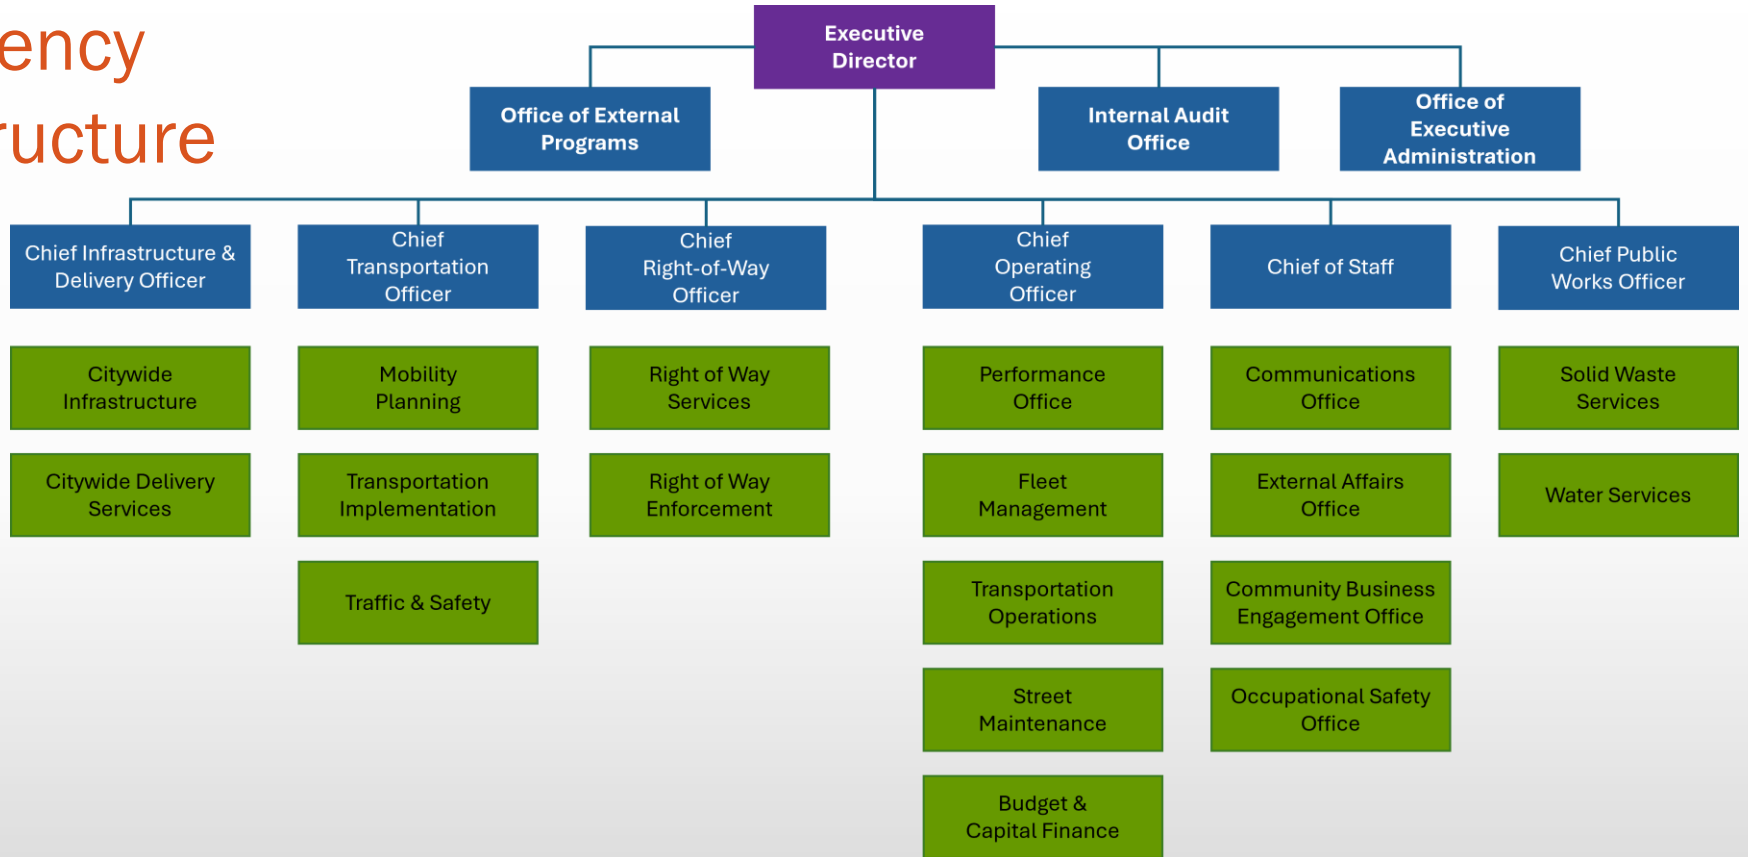 ency
ructure
Executive
Director
Office of External
Programs
Internal Audit
Office
Office of
Executive
Administration
Chief Infrastructure &
Delivery Officer
Chief
Transportation
Officer
Chief
Right-of-Way
Officer
Chief
Operating
Officer
Chief of Staff
Chief Public
Works Officer
Citywide
Infrastructure
Mobility
Planning
Right of Way
Services
Performance
Office
Communications
Office
Solid Waste
Services
Citywide Delivery
Services
Transportation
Implementation
Right of Way
Enforcement
Fleet
Management
External Affairs
Office
Water Services
Traffic & Safety
Transportation
Operations
Community Business
Engagement Office
Street
Maintenance
Occupational Safety
Office
Budget &
Capital Finance